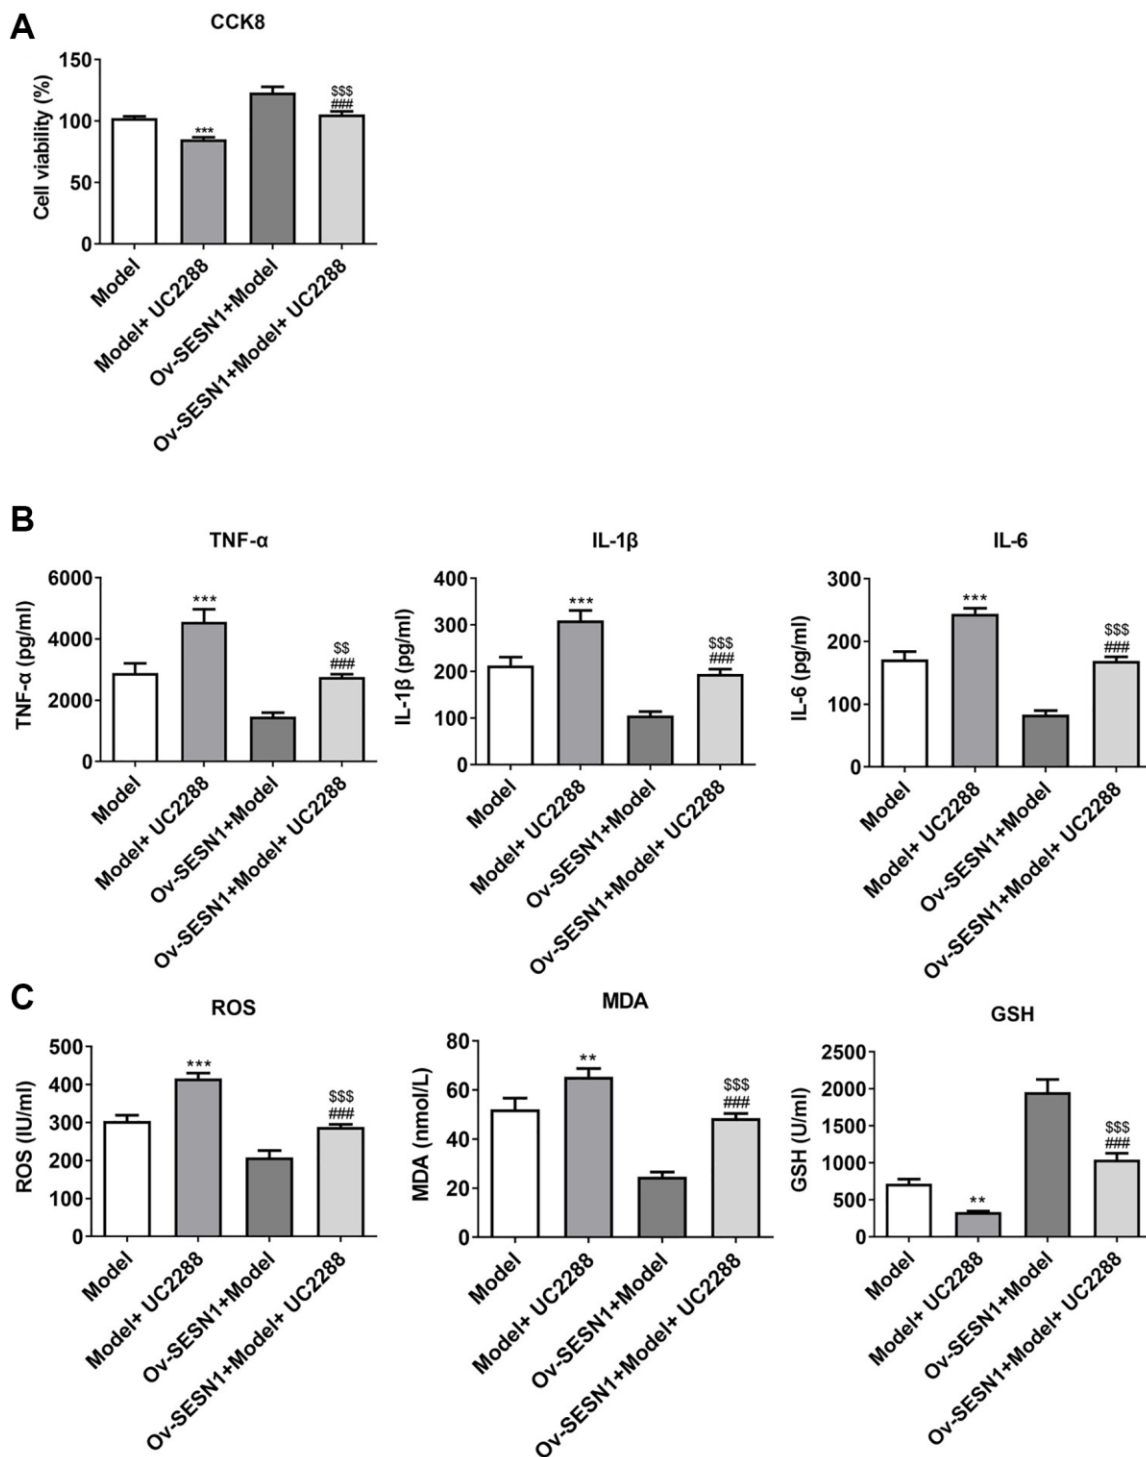 A
CCK8
Cell viability (%)
150
100
50
0
***
$$$
###
Model
Model+ UC2288
Ov-SESN1+Model
Ov-SESN1+Model+ UC2288
B
TNF-α
TNF-α (pg/ml)
6000
4000
2000
0
***
$$
###
Model
Model+ UC2288
Ov-SESN1+Model
Ov-SESN1+Model+ UC2288
IL-1β
IL-1β (pg/ml)
400
300
200
100
0
***
$$$
###
Model
Model+ UC2288
Ov-SESN1+Model
Ov-SESN1+Model+ UC2288
IL-6
IL-6 (pg/ml)
300
200
100
0
***
$$$
###
Model
Model+ UC2288
Ov-SESN1+Model
Ov-SESN1+Model+ UC2288
C
ROS
ROS (IU/ml)
500
400
300
200
100
0
***
$$$
###
Model
Model+ UC2288
Ov-SESN1+Model
Ov-SESN1+Model+ UC2288
MDA
MDA (nmol/L)
80
60
40
20
0
**
$$$
###
Model
Model+ UC2288
Ov-SESN1+Model
Ov-SESN1+Model+ UC2288
GSH
GSH (U/ml)
2500
2000
1500
1000
500
0
**
$$$
###
Model
Model+ UC2288
Ov-SESN1+Model
Ov-SESN1+Model+ UC2288